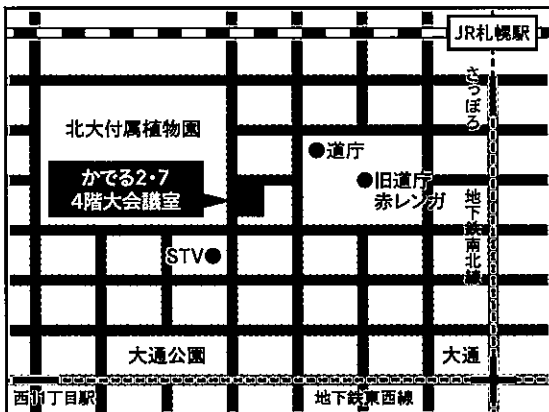 JR札幌駅
さっぽろ
北大付属植物園
道庁
かでる2・7
4階大会議室
旧道庁
赤レンガ
地下鉄南北線
STV
大通公園
大通
西11丁目駅
地下鉄東西線